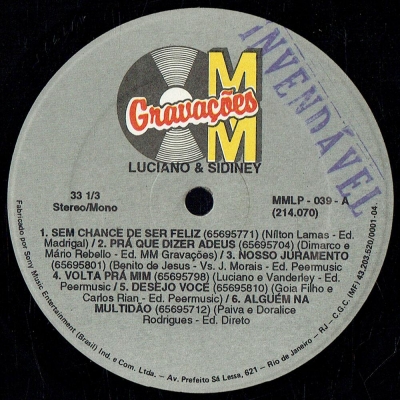 Gravações
M
M
INVENDÁVEL
LUCIANO & SIDINEY
33 1/3
Stereo/Mono
MMLP - 039 - A
(214.070)
1. SEM CHANCE DE SER FELIZ (65695771) (Nílton Lamas - Ed.
Madrigal) / 2. PRÁ QUE DIZER ADEUS (65695704) (Dimarco e
Mário Rebello - Ed. MM Gravações) / 3. NOSSO JURAMENTO
(65695801) (Benito de Jesus - Vs. J. Morais - Ed. Peermusic)
4. VOLTA PRÁ MIM (65695798) (Luciano e Vanderley - Ed.
Peermusic) / 5. DESEJO VOCÊ (65695810) (Goia Filho e
Carlos Rian - Ed. Peermusic) / 6. ALGUÉM NA
MULTIDÃO (65695712) (Paiva e Doralice
Rodrigues - Ed. Direto
Fabricado por Sony Music Entertainment (Brasil) Ind. e Com. Ltda. - Av. Prefeito Sá Lessa, 621 - Rio de Janeiro - RJ - C.G.C. (MF) 43.203.520/0001-04.